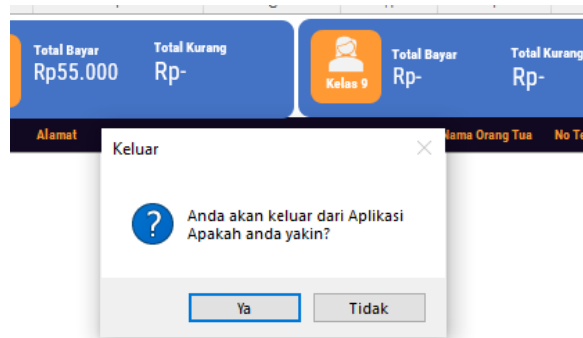 Total Bayar
Total Kurang
Rp55.000
Rp-
Kelas 9
Total Bayar
Total Kurang
Rp-
Rp-
Alamat
Nama Orang Tua
No Te
Keluar
?
Anda akan keluar dari Aplikasi
Apakah anda yakin?
Ya
Tidak